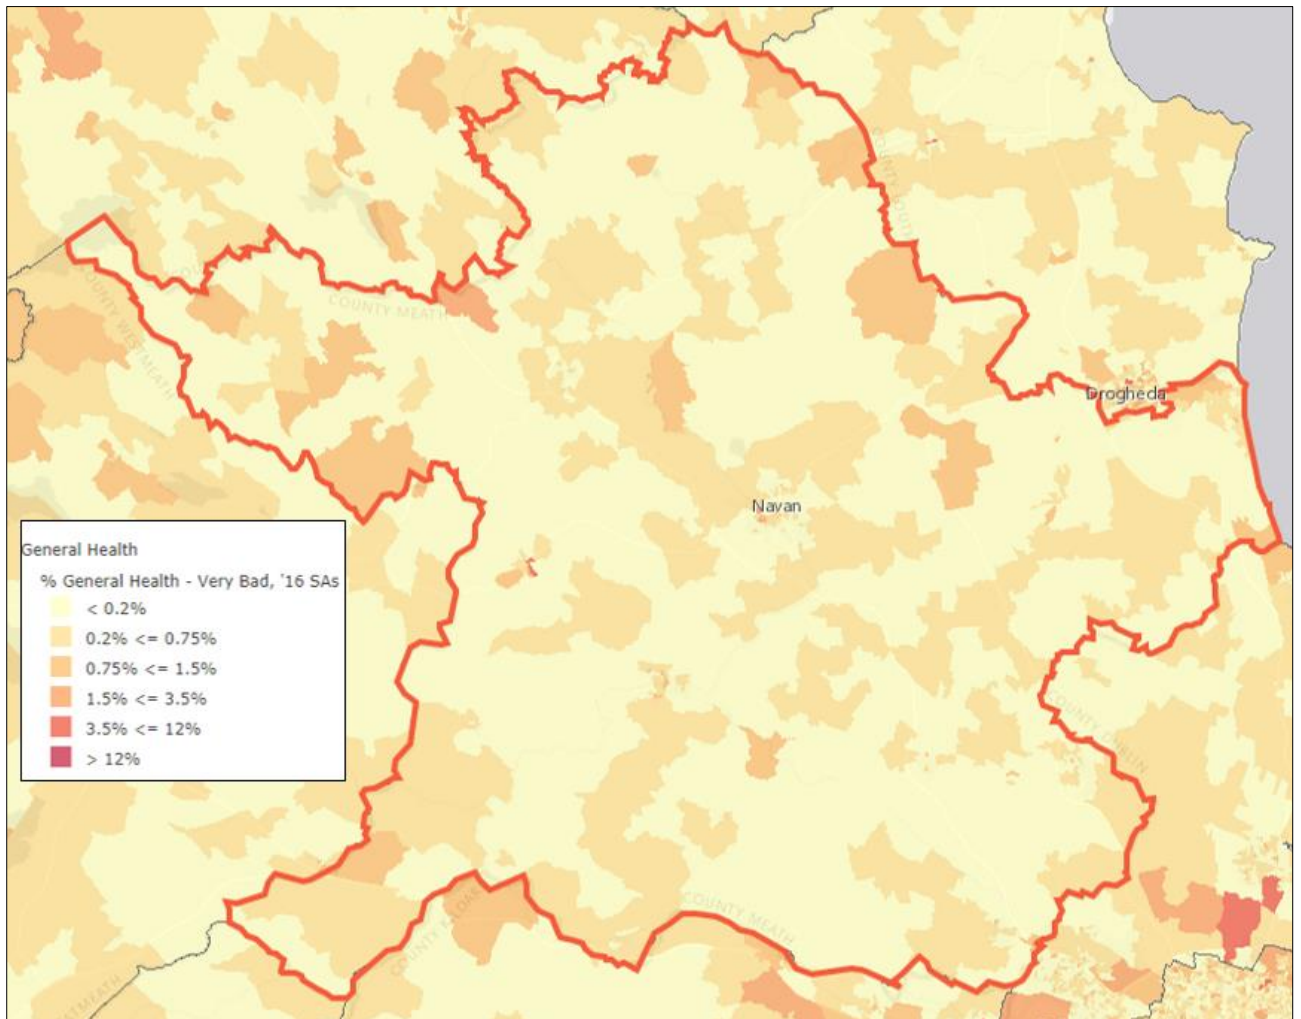 COUNTY LOUTH
COUNTY WESTMEATH
COUNTY MEATH
Drogheda
Navan
General Health
% General Health - Very Bad, '16 SAs
< 0.2%
0.2% <= 0.75%
0.75% <= 1.5%
1.5% <= 3.5%
3.5% <= 12%
> 12%
COUNTY DUBLIN
COUNTY KILDARE
COUNTY MEATH